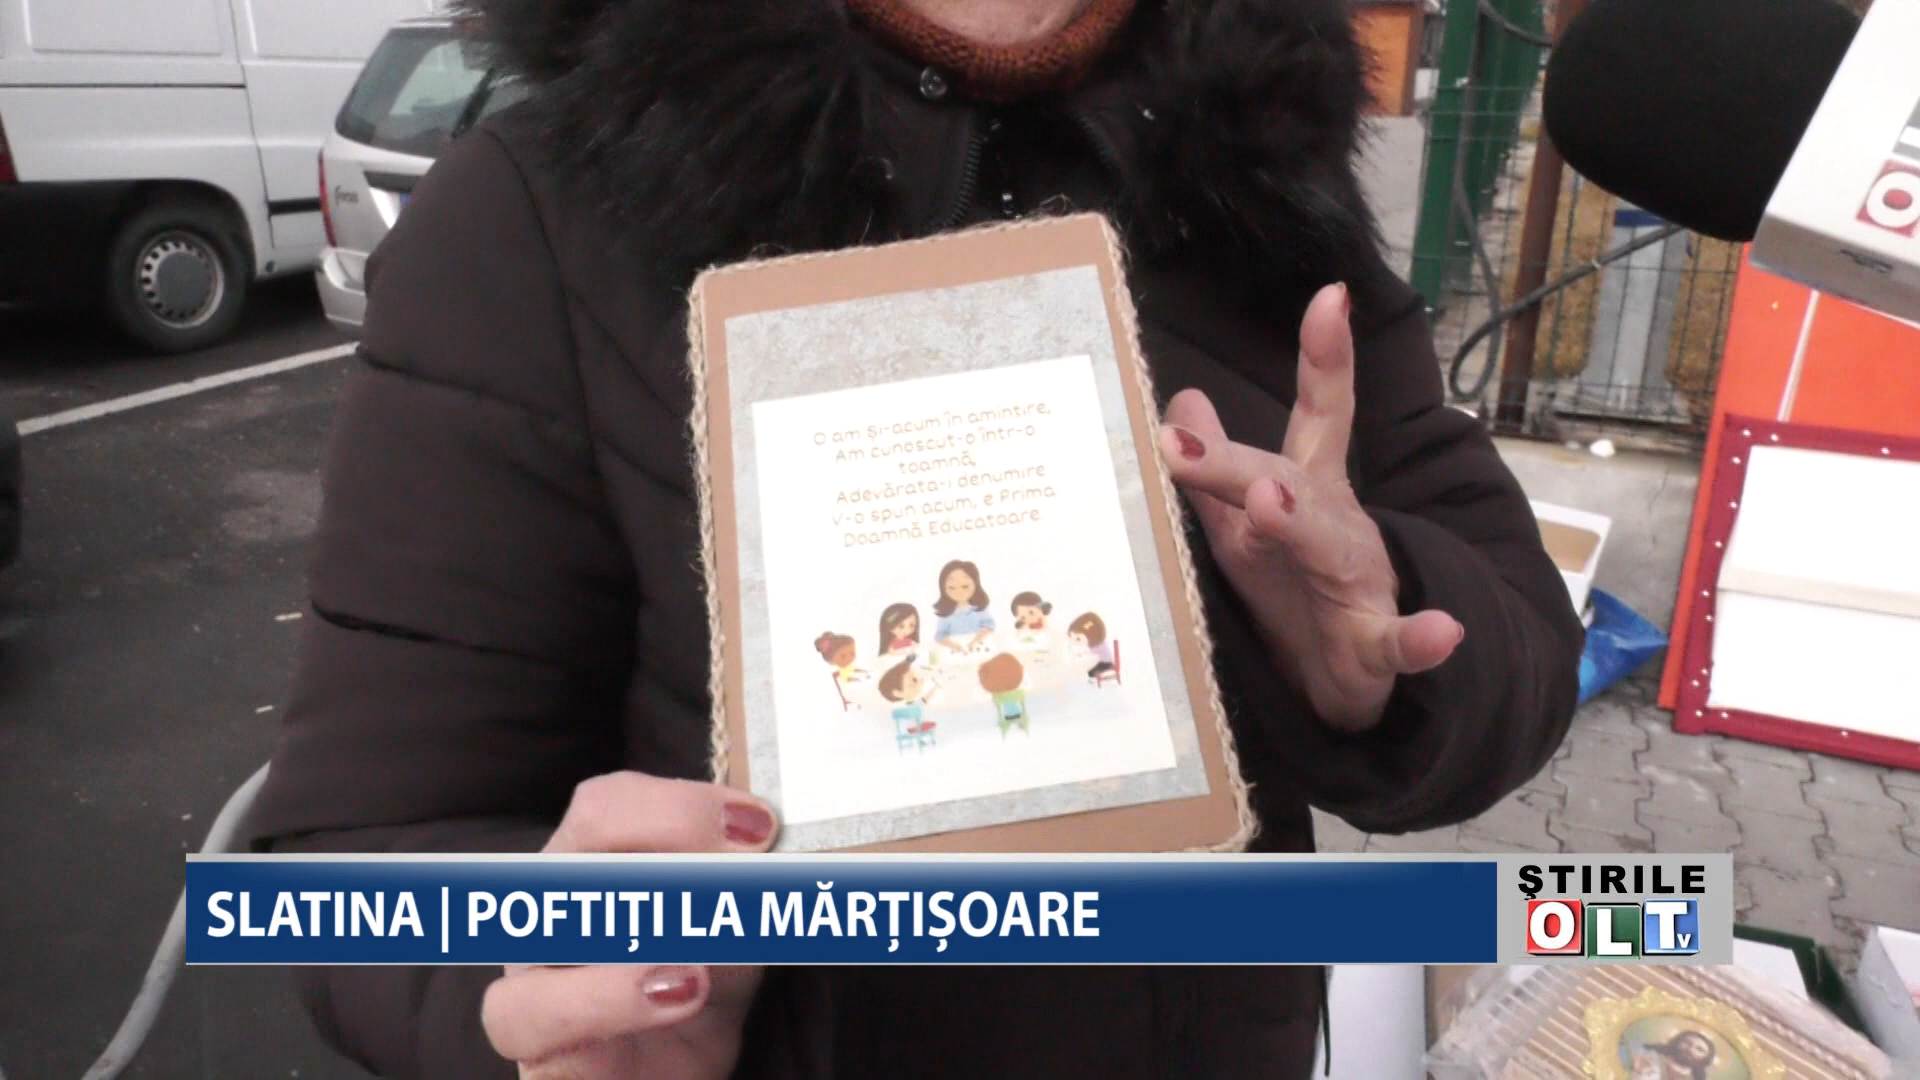 O am Și-acum în amintire,
Am cunoscut-o într-o
toamnă,
Adevărata-i denumire
V-o spun acum, e Prima
Doamnă Educatoare.
SLATINA | POFTIȚI LA MĂRȚIȘOARE
ŞTIRILE
OLTV